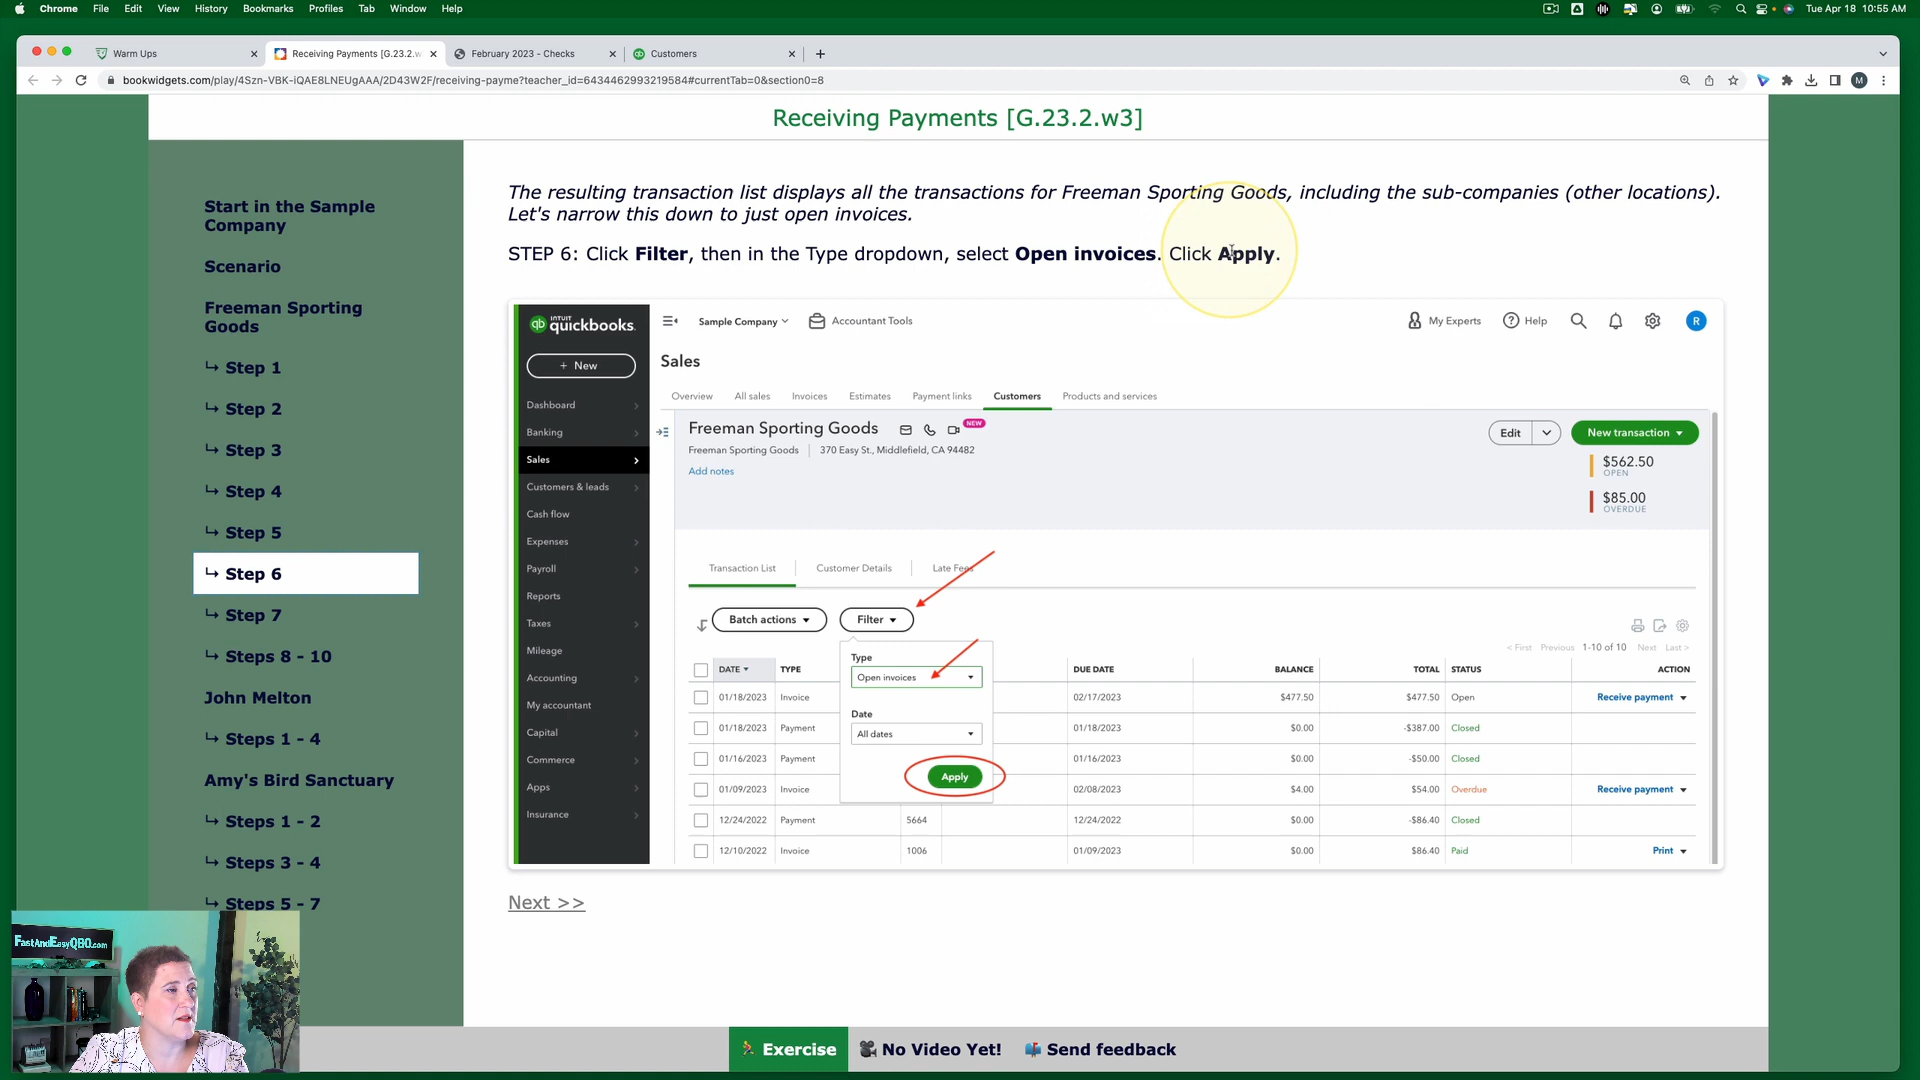 Chrome File Edit View History Bookmarks Profiles Tab Window Help
Tue Apr 18 10:55 AM
Warm Ups
Receiving Payments [G.23.2.w
February 2023 - Checks
Customers
bookwidgets.com/play/4Szn-VBK-iQAE8LNEUgAAA/2D43W2F/receiving-payme?teacher_id=6434462993219584#currentTab=0&section0=8
M
Receiving Payments [G.23.2.w3]
Start in the Sample
Company
Scenario
Freeman Sporting
Goods
↳ Step 1
↳ Step 2
↳ Step 3
↳ Step 4
↳ Step 5
↳ Step 6
↳ Step 7
↳ Steps 8 - 10
John Melton
↳ Steps 1 - 4
Amy's Bird Sanctuary
↳ Steps 1 - 2
↳ Steps 3 - 4
↳ Steps 5 - 7
The resulting transaction list displays all the transactions for Freeman Sporting Goods, including the sub-companies (other locations).
Let's narrow this down to just open invoices.
STEP 6: Click Filter, then in the Type dropdown, select Open invoices. Click Apply.
qb INTUIT quickbooks.
Sample Company
Accountant Tools
My Experts
Help
R
+ New
Dashboard
Banking
Sales
Customers & leads
Cash flow
Expenses
Payroll
Reports
Taxes
Mileage
Accounting
My accountant
Capital
Commerce
Apps
Insurance
Sales
Overview All sales Invoices Estimates Payment links Customers Products and services
Freeman Sporting Goods NEW
Freeman Sporting Goods | 370 Easy St., Middlefield, CA 94482
Add notes
Edit
New transaction
$562.50
OPEN
$85.00
OVERDUE
Transaction List Customer Details Late Fees
Batch actions
Filter
< First Previous 1-10 of 10 Next Last >
Type
Open invoices
Date
All dates
Apply
DATE TYPE DUE DATE BALANCE TOTAL STATUS ACTION
01/18/2023 Invoice 02/17/2023 $477.50 $477.50 Open Receive payment
01/18/2023 Payment 01/18/2023 $0.00 -$387.00 Closed
01/16/2023 Payment 01/16/2023 $0.00 -$50.00 Closed
01/09/2023 Invoice 02/08/2023 $4.00 $54.00 Overdue Receive payment
12/24/2022 Payment 5664 12/24/2022 $0.00 -$86.40 Closed
12/10/2022 Invoice 1006 01/09/2023 $0.00 $86.40 Paid Print
Next >>
FastAndEasyQBO.com
Exercise
No Video Yet!
Send feedback